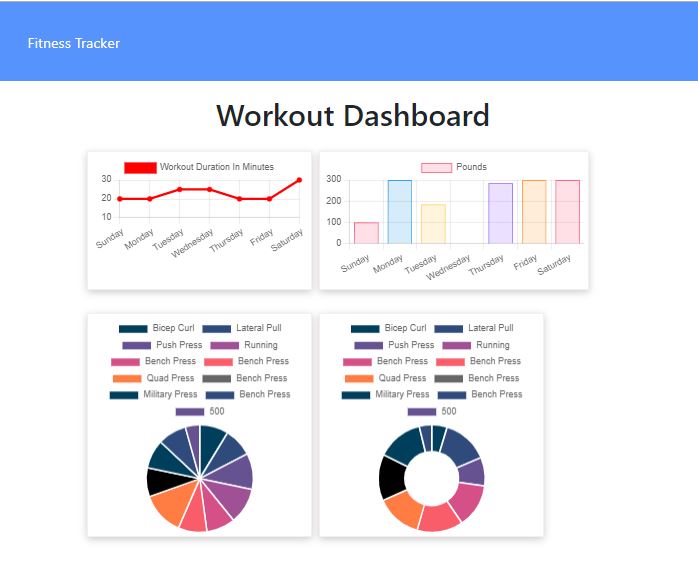 Fitness Tracker
Workout Dashboard
Workout Duration In Minutes
30
20
10
Sunday Monday Tuesday Wednesday Thursday Friday Saturday
Pounds
300
200
100
0
Sunday Monday Tuesday Wednesday Thursday Friday Saturday
Bicep Curl Lateral Pull
Push Press Running
Bench Press Bench Press
Quad Press Bench Press
Military Press Bench Press
500
Bicep Curl Lateral Pull
Push Press Running
Bench Press Bench Press
Quad Press Bench Press
Military Press Bench Press
500